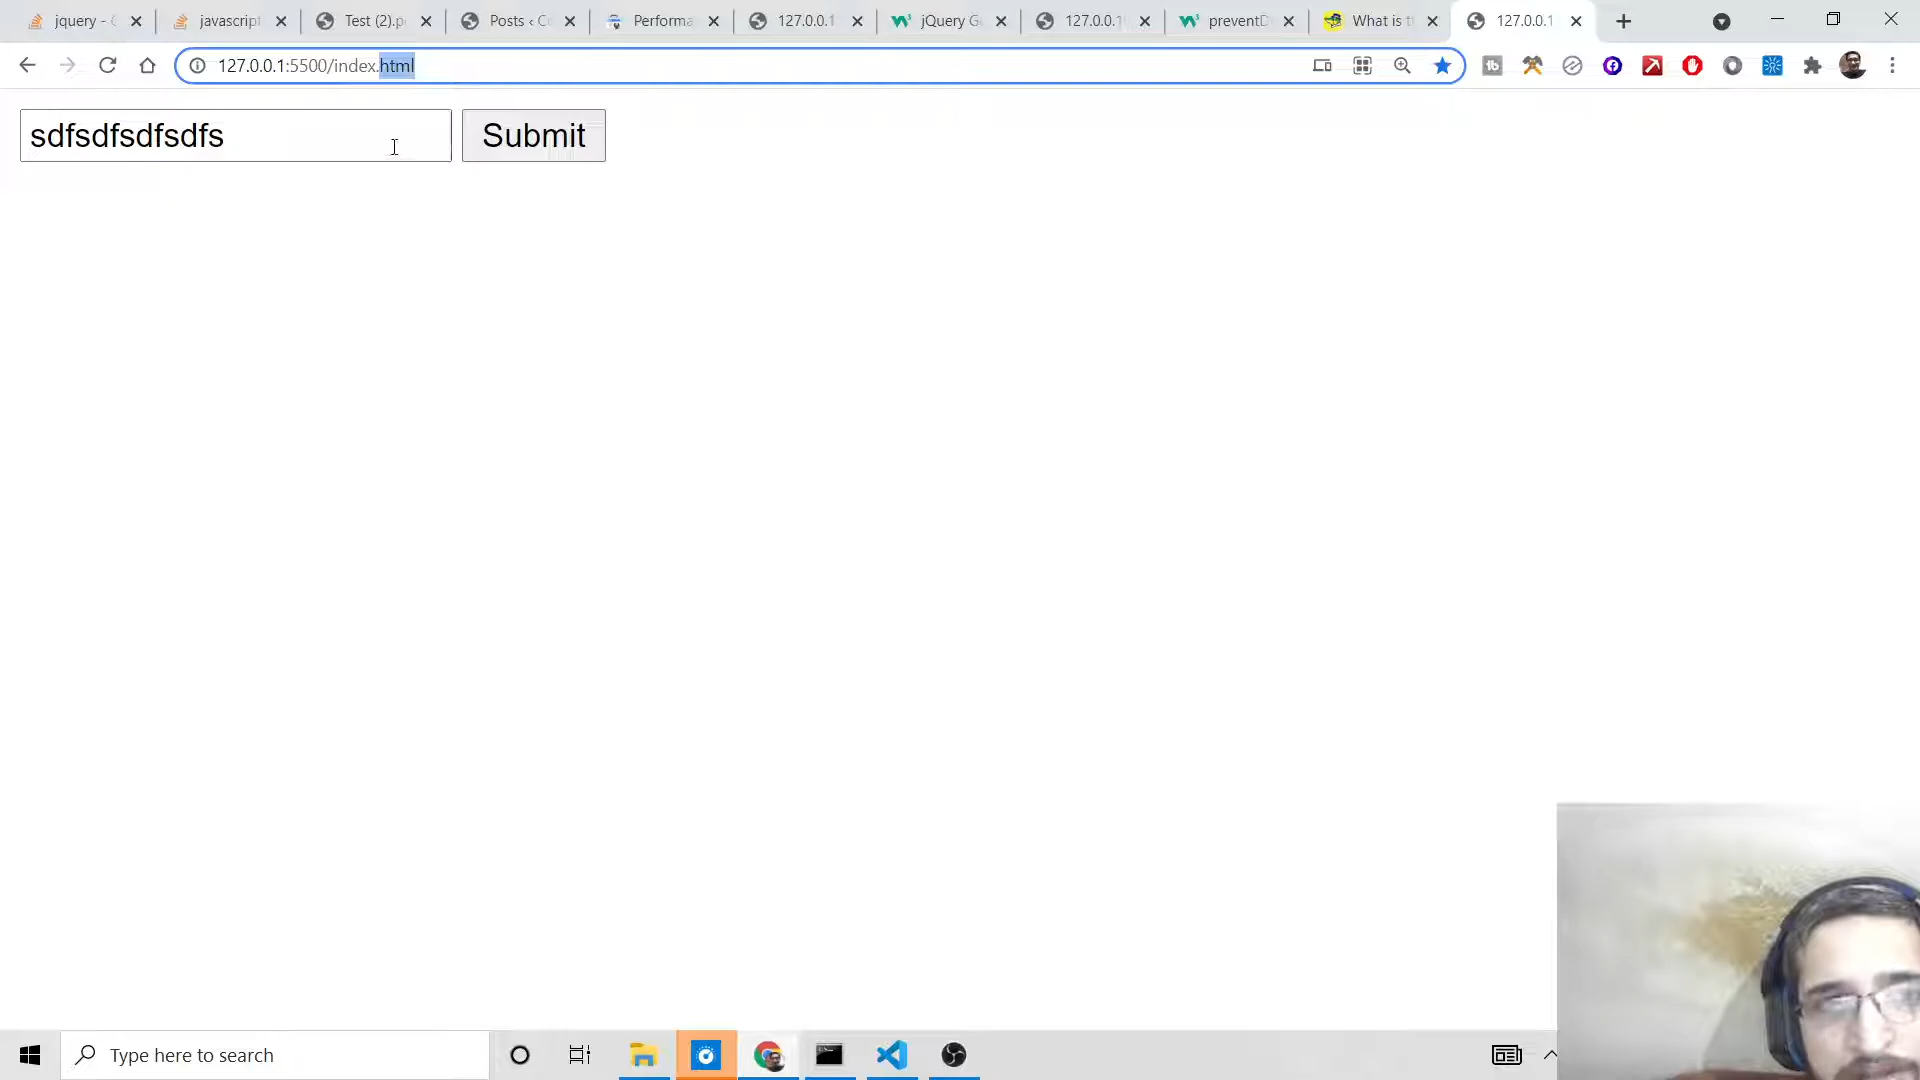 jquery - 
javascript
Test (2).p
Posts ‹ C
Performa
127.0.0.1
jQuery G
127.0.0.1
preventD
What is t
127.0.0.1
127.0.0.1:5500/index.html
sdfsdfsdfsdfs
Submit
Type here to search